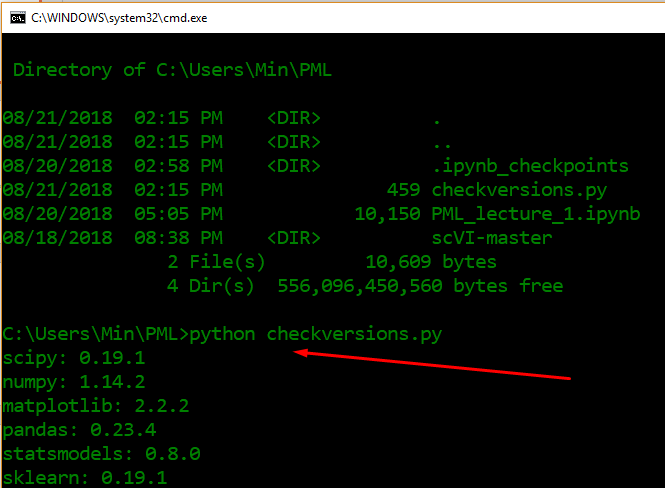 C:\WINDOWS\system32\cmd.exe
Directory of C:\Users\Min\PML
08/21/2018 02:15 PM <DIR> .
08/21/2018 02:15 PM <DIR> ..
08/20/2018 02:58 PM <DIR> .ipynb_checkpoints
08/21/2018 02:15 PM 459 checkversions.py
08/20/2018 05:05 PM 10,150 PML_lecture_1.ipynb
08/18/2018 08:38 PM <DIR> scVI-master
2 File(s) 10,609 bytes
4 Dir(s) 556,096,450,560 bytes free
C:\Users\Min\PML>python checkversions.py
scipy: 0.19.1
numpy: 1.14.2
matplotlib: 2.2.2
pandas: 0.23.4
statsmodels: 0.8.0
sklearn: 0.19.1